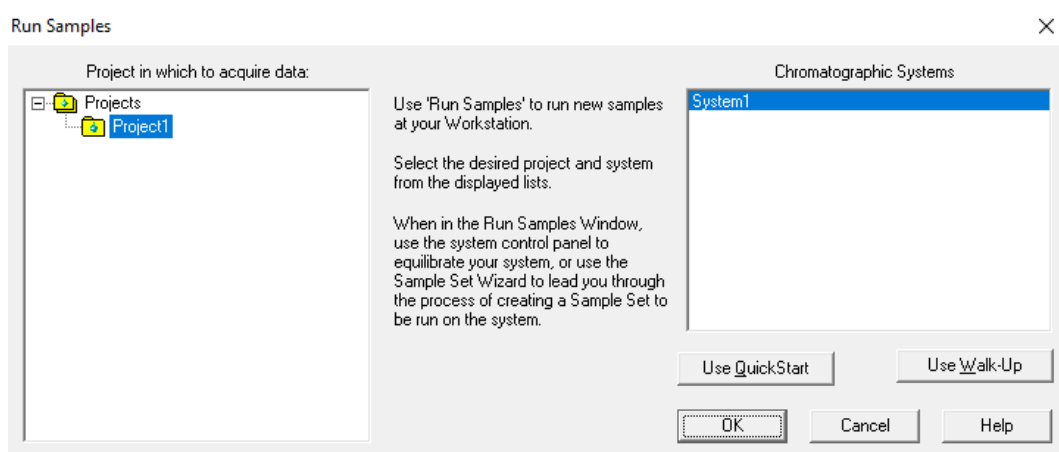 Run Samples
Project in which to acquire data:
Projects
Project1
Use 'Run Samples' to run new samples
at your Workstation.
Select the desired project and system
from the displayed lists.
When in the Run Samples Window,
use the system control panel to
equilibrate your system, or use the
Sample Set Wizard to lead you through
the process of creating a Sample Set to
be run on the system.
Chromatographic Systems
System1
Use QuickStart
Use Walk-Up
OK
Cancel
Help